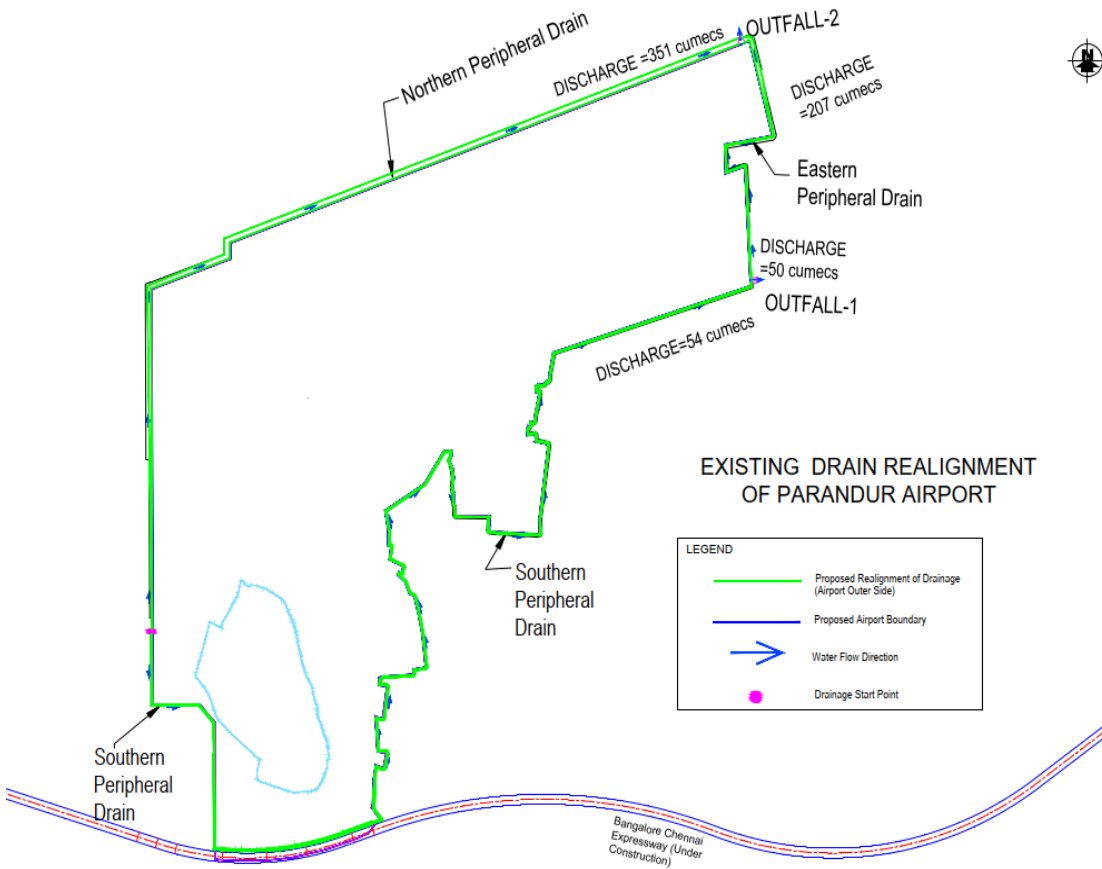 OUTFALL-2
Northern Peripheral Drain
DISCHARGE =351 cumecs
N
DISCHARGE
=207 cumecs
Eastern
Peripheral Drain
DISCHARGE
=50 cumecs
OUTFALL-1
DISCHARGE=54 cumecs
EXISTING DRAIN REALIGNMENT
OF PARANDUR AIRPORT
LEGEND
Proposed Realignment of Drainage
(Airport Outer Side)
Proposed Airport Boundary
Water Flow Direction
Drainage Start Point
Southern
Peripheral
Drain
Southern
Peripheral
Drain
Bangalore Chennai
Expressway (Under
Construction)